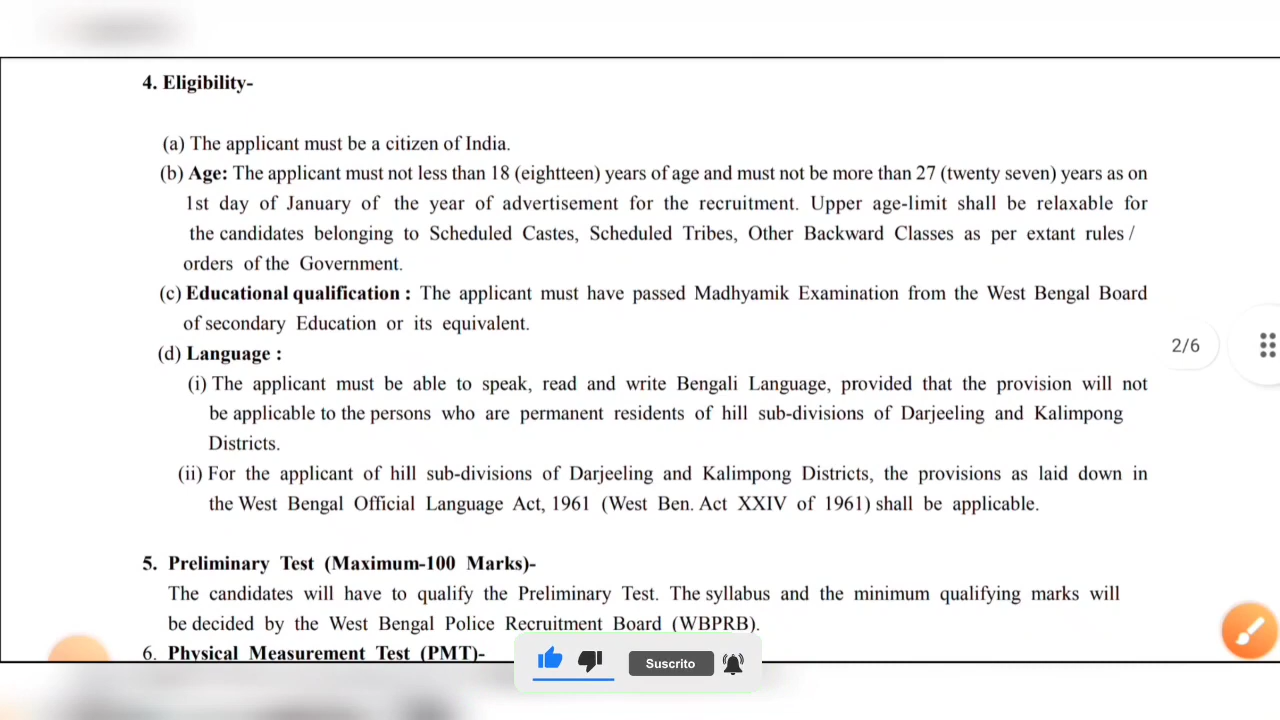 4. Eligibility-
(a) The applicant must be a citizen of India.
(b) Age: The applicant must not less than 18 (eightteen) years of age and must not be more than 27 (twenty seven) years as on
1st day of January of the year of advertisement for the recruitment. Upper age-limit shall be relaxable for
the candidates belonging to Scheduled Castes, Scheduled Tribes, Other Backward Classes as per extant rules /
orders of the Government.
(c) Educational qualification : The applicant must have passed Madhyamik Examination from the West Bengal Board
of secondary Education or its equivalent.
(d) Language :
(i) The applicant must be able to speak, read and write Bengali Language, provided that the provision will not
be applicable to the persons who are permanent residents of hill sub-divisions of Darjeeling and Kalimpong
Districts.
(ii) For the applicant of hill sub-divisions of Darjeeling and Kalimpong Districts, the provisions as laid down in
the West Bengal Official Language Act, 1961 (West Ben. Act XXIV of 1961) shall be applicable.
5. Preliminary Test (Maximum-100 Marks)-
The candidates will have to qualify the Preliminary Test. The syllabus and the minimum qualifying marks will
be decided by the West Bengal Police Recruitment Board (WBPRB).
6. Physical Measurement Test (PMT)-
2/6
Suscrito